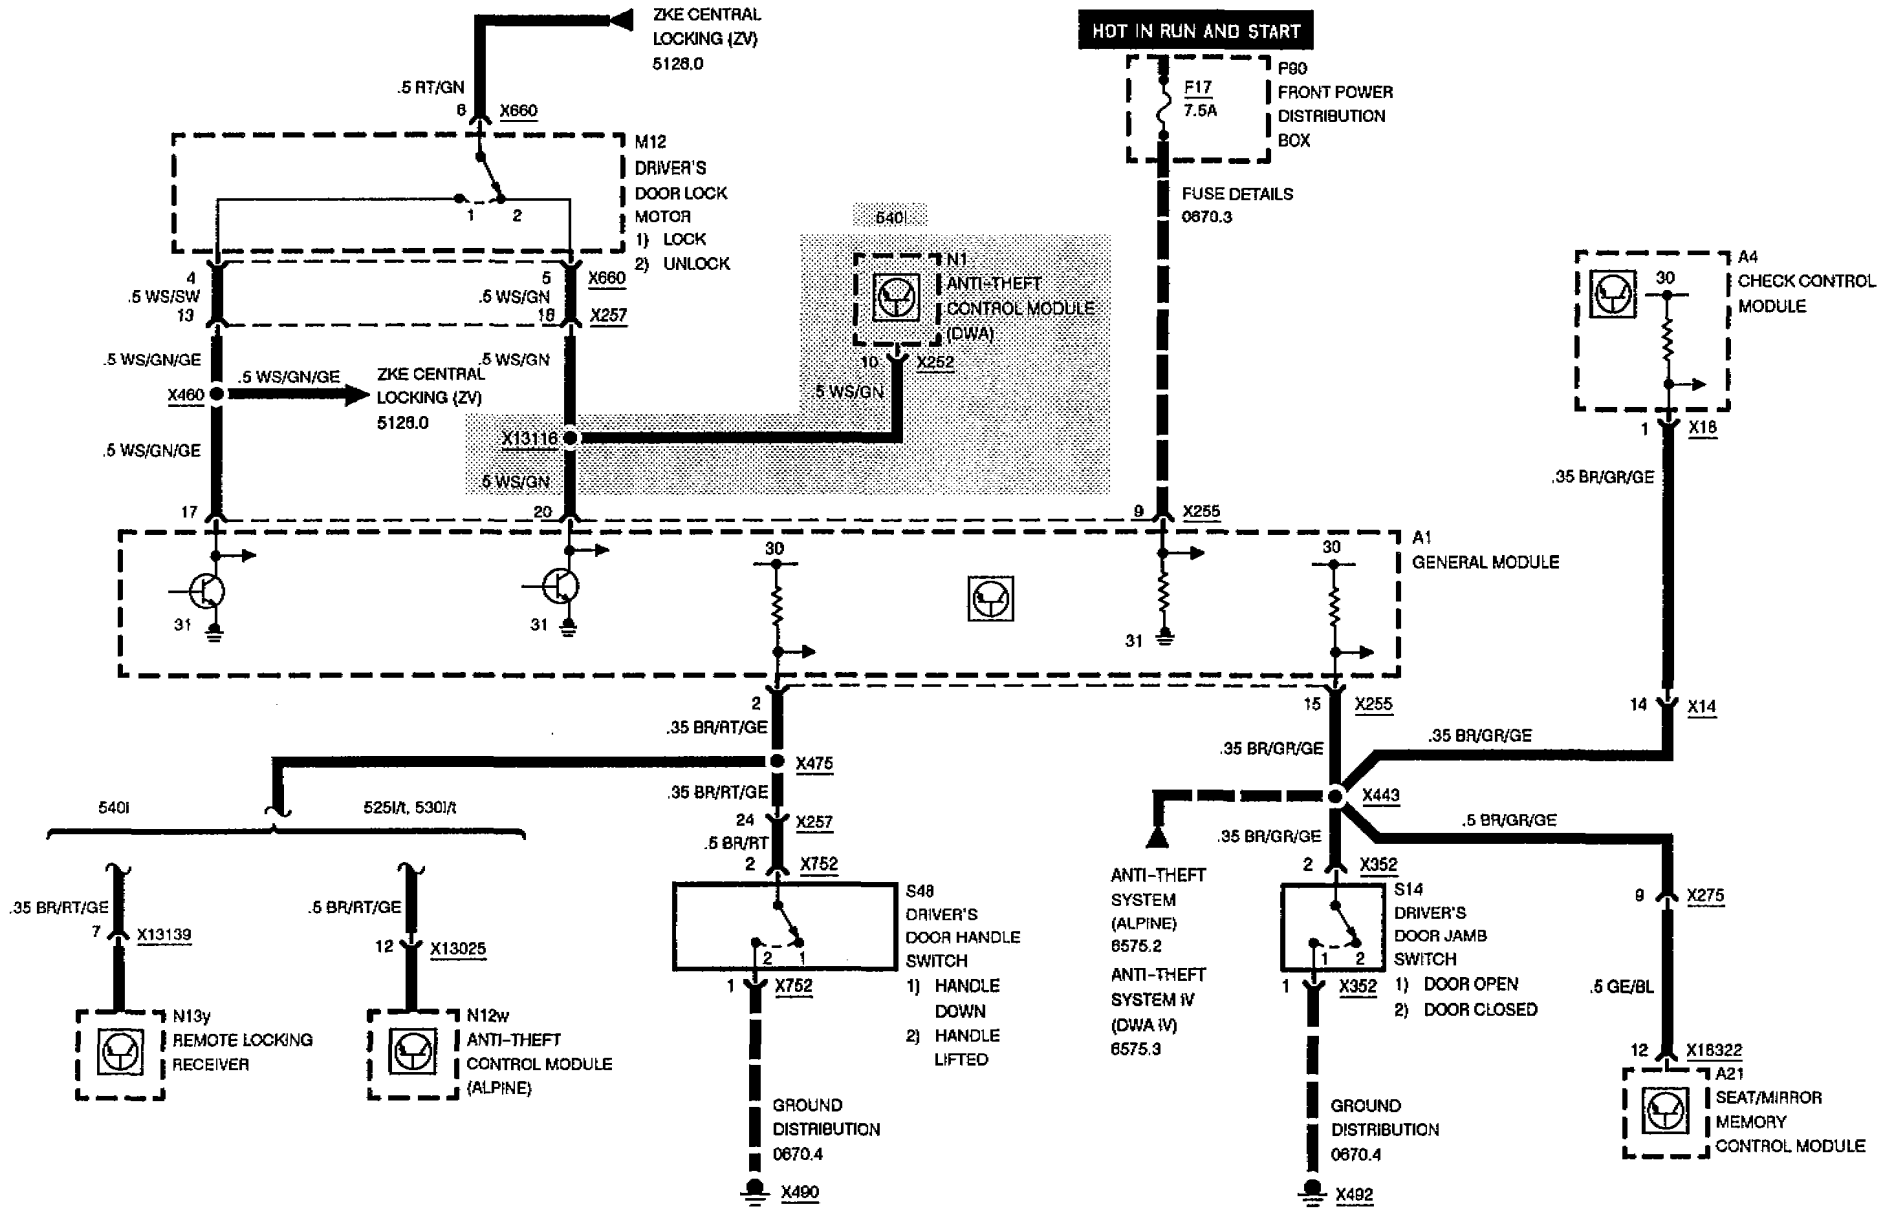 ZKE CENTRAL
LOCKING (ZV)
5126.0
.5 RT/GN
6
X660
M12
DRIVER'S
DOOR LOCK
MOTOR
1) LOCK
2) UNLOCK
1
2
4
5
X660
.5 WS/SW
.5 WS/GN
13
18
X257
.5 WS/GN/GE
.5 WS/GN
X460
.5 WS/GN/GE
ZKE CENTRAL
LOCKING (ZV)
5126.0
.5 WS/GN/GE
X13116
.5 WS/GN
17
20
540I
N1
ANTI-THEFT
CONTROL MODULE
(DWA)
10
X252
.5 WS/GN
HOT IN RUN AND START
F17
7.5A
P90
FRONT POWER
DISTRIBUTION
BOX
FUSE DETAILS
0670.3
9
X255
A4
CHECK CONTROL
MODULE
30
1
X16
.35 BR/GR/GE
A1
GENERAL MODULE
31
31
30
31
30
2
15
X255
14
X14
.35 BR/RT/GE
.35 BR/GR/GE
.35 BR/GR/GE
X475
X443
.35 BR/RT/GE
24
X257
.5 BR/RT
2
X752
540I
525I/t, 530I/t
.35 BR/RT/GE
7
X13139
.5 BR/RT/GE
12
X13025
N13y
REMOTE LOCKING
RECEIVER
N12w
ANTI-THEFT
CONTROL MODULE
(ALPINE)
S48
DRIVER'S
DOOR HANDLE
SWITCH
1) HANDLE
DOWN
2) HANDLE
LIFTED
2
1
1
X752
GROUND
DISTRIBUTION
0670.4
X490
ANTI-THEFT
SYSTEM
(ALPINE)
6575.2
ANTI-THEFT
SYSTEM IV
(DWA IV)
6575.3
.35 BR/GR/GE
2
X352
S14
DRIVER'S
DOOR JAMB
SWITCH
1) DOOR OPEN
2) DOOR CLOSED
1
2
1
X352
GROUND
DISTRIBUTION
0670.4
X492
.5 BR/GR/GE
9
X275
.5 GE/BL
12
X16322
A21
SEAT/MIRROR
MEMORY
CONTROL MODULE